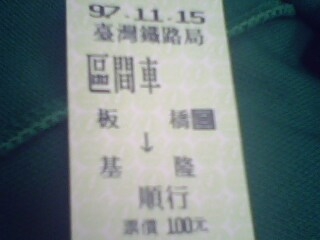 97.11.15
臺灣鐵路局
區間車
板橋
↓
基隆
順行
票價 100元